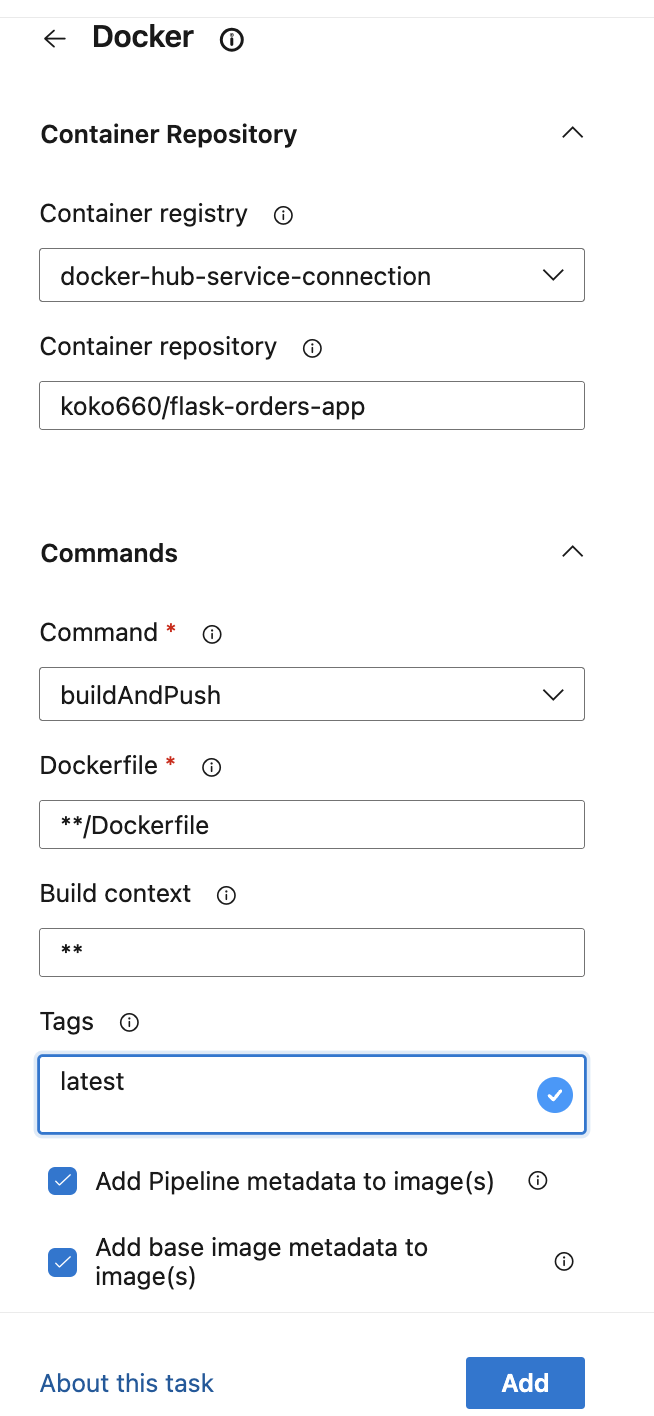 Docker
Container Repository
Container registry
docker-hub-service-connection
Container repository
koko660/flask-orders-app
Commands
Command *
buildAndPush
Dockerfile *
**/Dockerfile
Build context
**
Tags
latest
Add Pipeline metadata to image(s)
Add base image metadata to
image(s)
About this task
Add